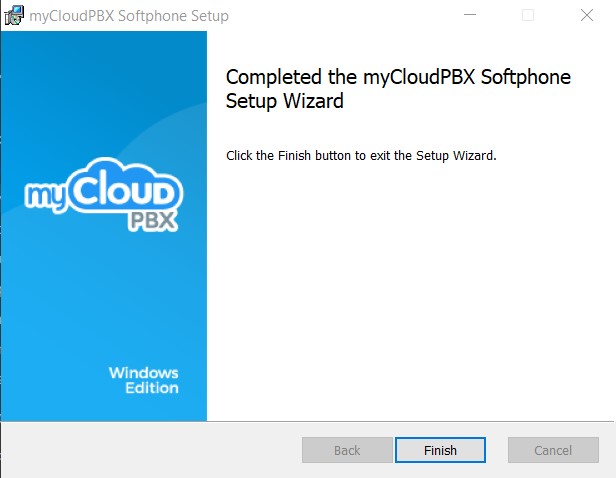 myCloudPBX Softphone Setup
Completed the myCloudPBX Softphone
Setup Wizard
Click the Finish button to exit the Setup Wizard.
myCloud
PBX
Windows
Edition
Back
Finish
Cancel